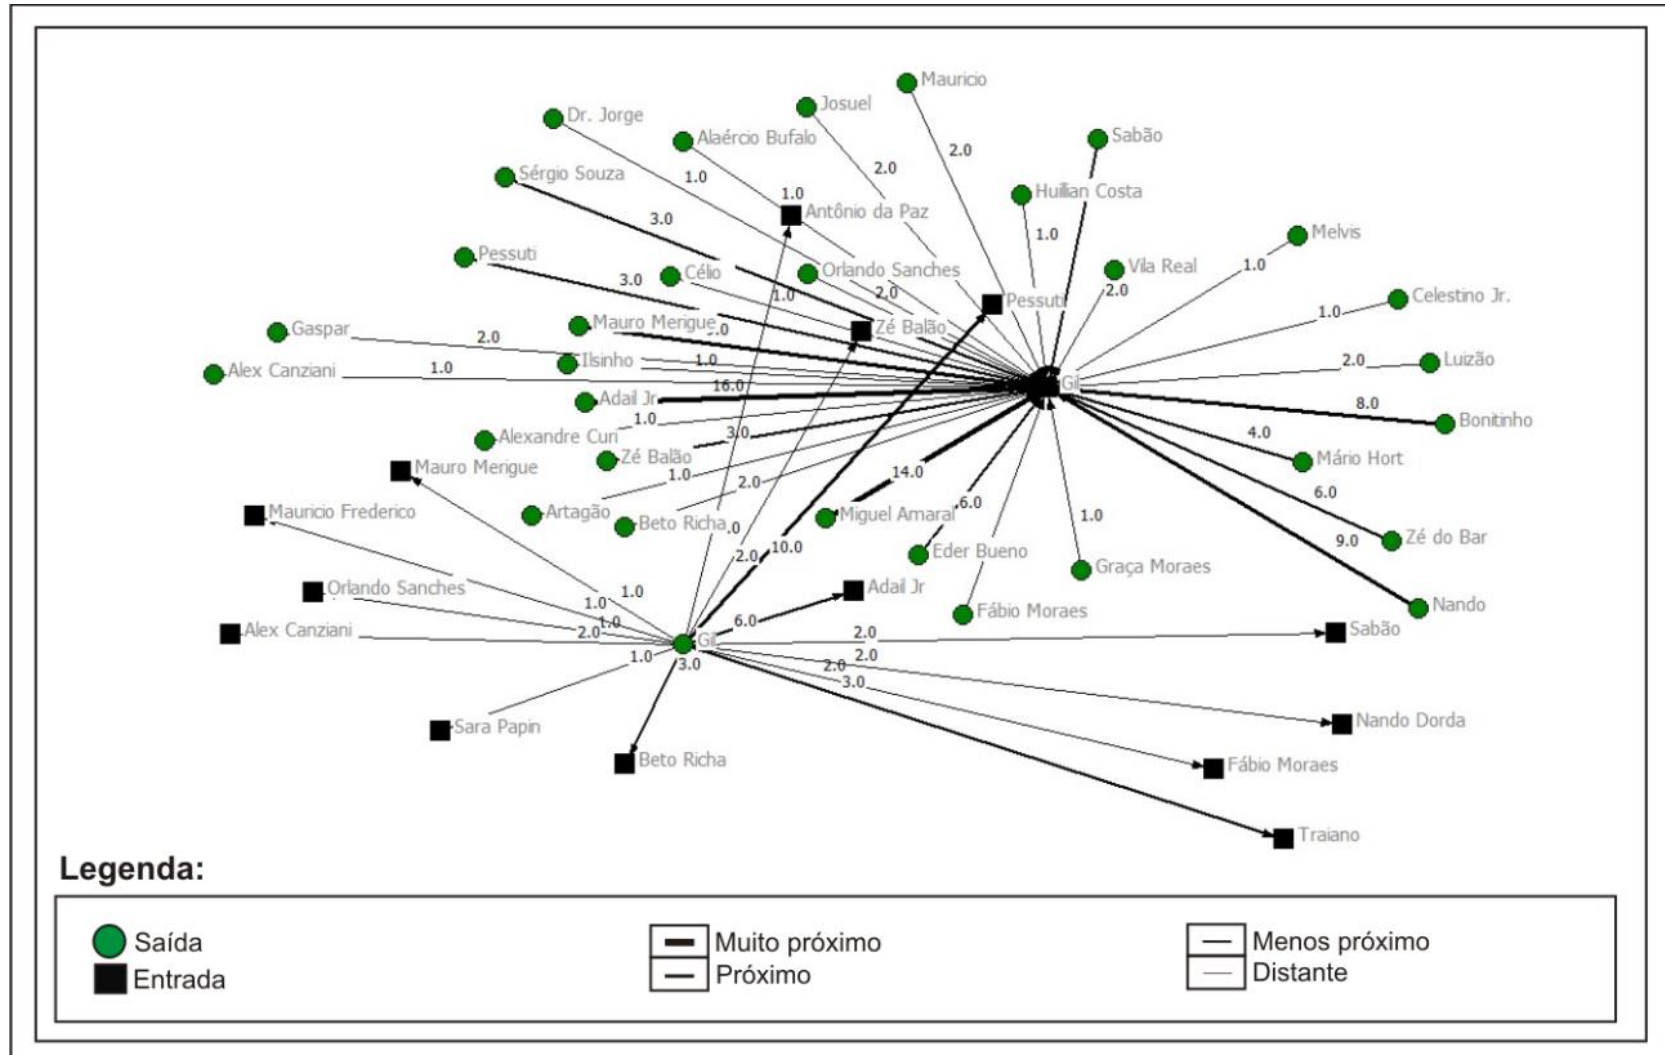 Mauricio
Josuel
Dr. Jorge
Alaércio Bufalo
Sabão
2.0
2.0
Sérgio Souza
1.0
1.0
Huilian Costa
Antônio da Paz
3.0
1.0
Melvis
Pessuti
3.0
Célio
1.0
Orlando Sanches
2.0
Vila Real
2.0
1.0
Pessuti
Celestino Jr.
1.0
Gaspar
2.0
Mauro Merigue
.0
Zé Balão
Alex Canziani
1.0
Ilsinho
1.0
Luizão
2.0
Gil
Adail Jr
16.0
8.0
Bonitinho
Alexandre Curi
1.0
3.0
4.0
Zé Balão
Mário Hort
Mauro Merigue
1.0
2.0
14.0
6.0
Mauricio Frederico
Artagão
Beto Richa
.0
Miguel Amaral
6.0
1.0
Zé do Bar
9.0
2.0
10.0
Eder Bueno
Graça Moraes
Orlando Sanches
1.0
1.0
1.0
2.0
Adail Jr
Fábio Moraes
Nando
Alex Canziani
6.0
2.0
Sabão
Gil
1.0
3.0
2.0
2.0
3.0
Sara Papin
Nando Dorda
Beto Richa
Fábio Moraes
Traiano
Legenda:
Saída
Muito próximo
Menos próximo
Entrada
Próximo
Distante